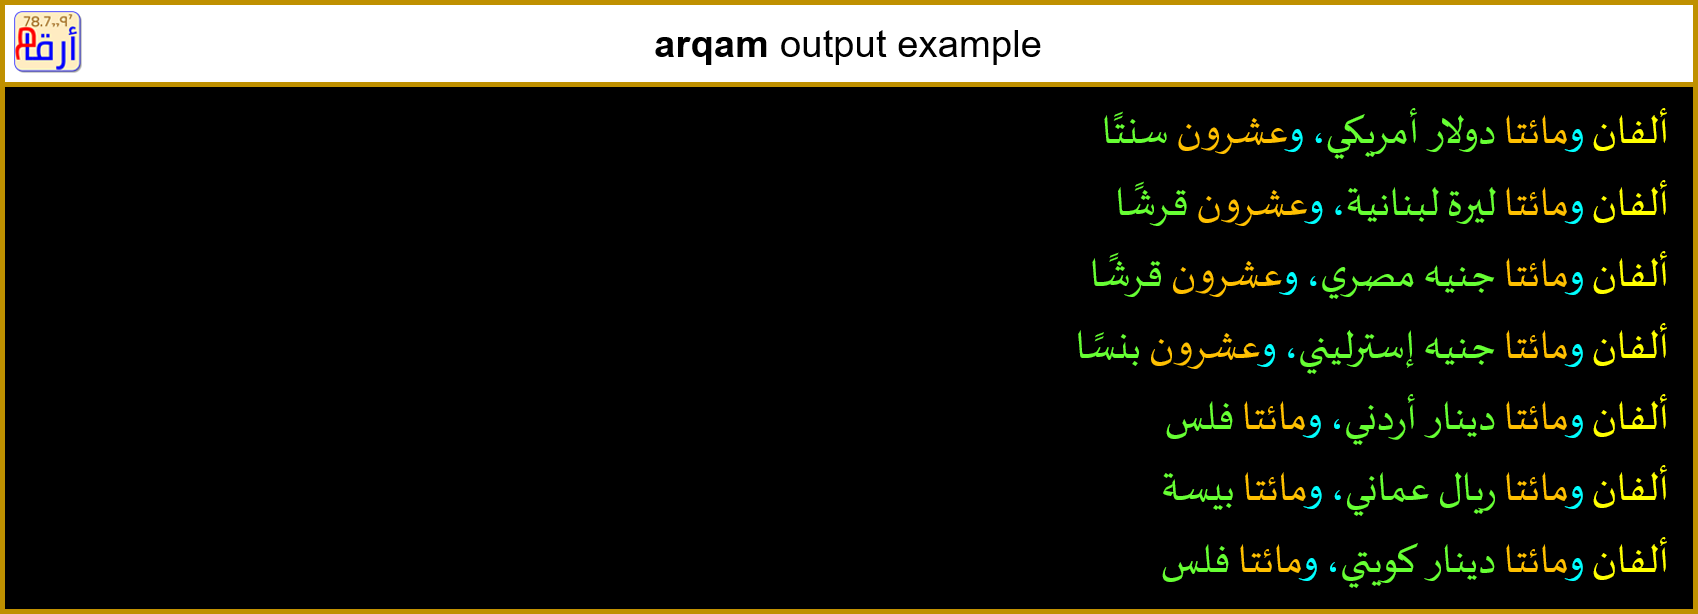 78.7,,٩٬
أرقام
arqam output example
ألفان ومائتا دولار أمريكي، وعشرون سنتًا
ألفان ومائتا ليرة لبنانية، وعشرون قرشًا
ألفان ومائتا جنيه مصري، وعشرون قرشًا
ألفان ومائتا جنيه إسترليني، وعشرون بنسًا
ألفان ومائتا دينار أردني، ومائتا فلس
ألفان ومائتا ريال عماني، ومائتا بيسة
ألفان ومائتا دينار كويتي، ومائتا فلس